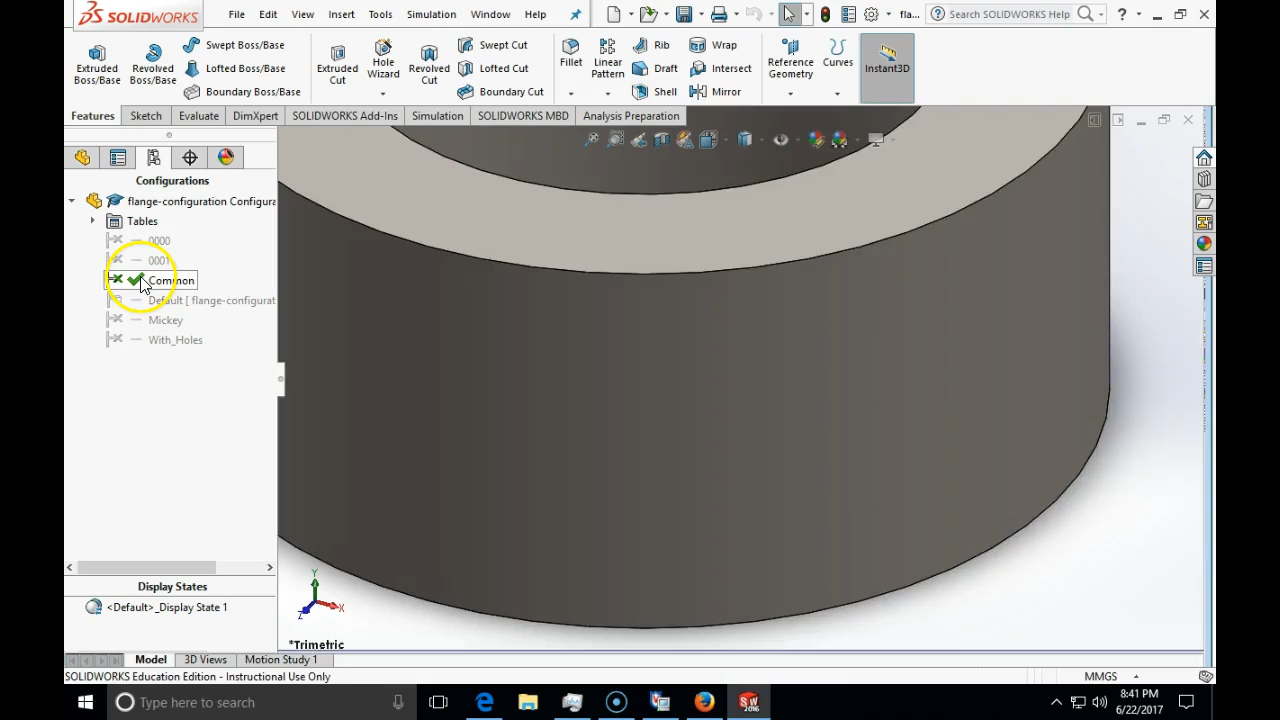 SOLIDWORKS File Edit View Insert Tools Simulation Window Help fla... Search SOLIDWORKS Help ?
Extruded Boss/Base
Revolved Boss/Base
Swept Boss/Base
Lofted Boss/Base
Boundary Boss/Base
Extruded Cut
Hole Wizard
Revolved Cut
Swept Cut
Lofted Cut
Boundary Cut
Fillet
Linear Pattern
Rib
Draft
Shell
Wrap
Intersect
Mirror
Reference Geometry
Curves
Instant3D
Features Sketch Evaluate DimXpert SOLIDWORKS Add-Ins Simulation SOLIDWORKS MBD Analysis Preparation
Configurations
flange-configuration Configura
Tables
0000
0001
Common
Default [ flange-configurat
Mickey
With_Holes
Display States
<Default>_Display State 1
Y
X
Z
*Trimetric
Model 3D Views Motion Study 1
SOLIDWORKS Education Edition - Instructional Use Only MMGS
Type here to search
SW
2016
8:41 PM
6/22/2017